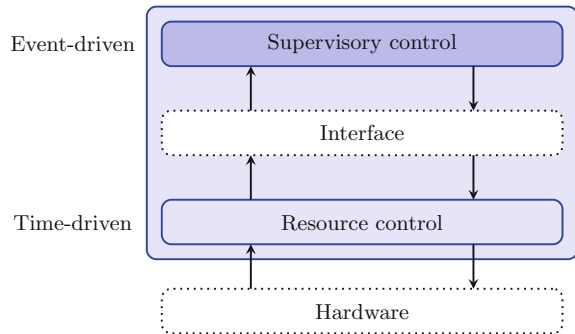 Event-driven
Supervisory control
Interface
Time-driven
Resource control
Hardware